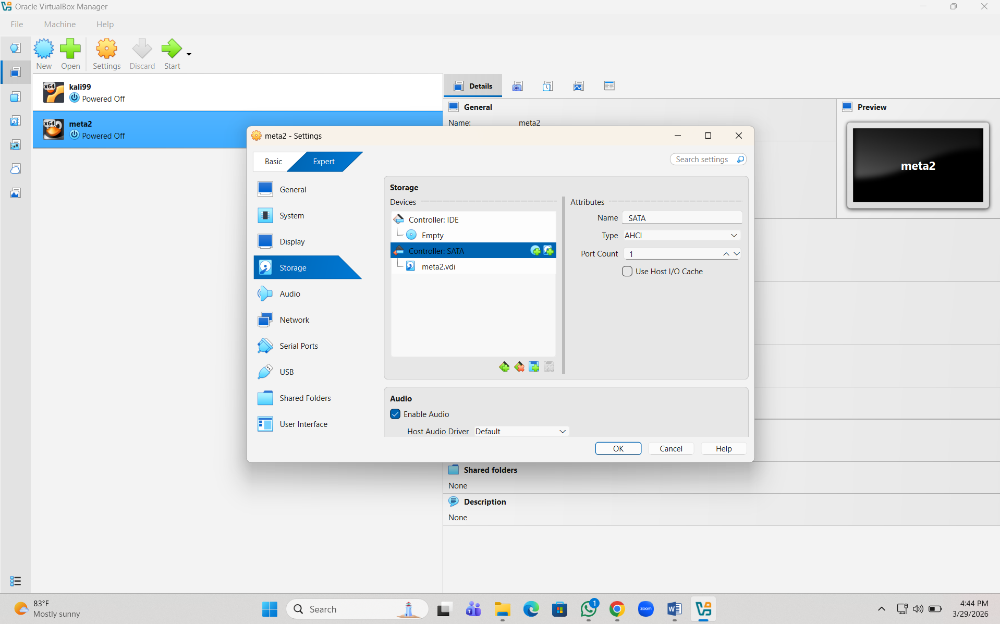 Oracle VirtualBox Manager
File Machine Help
New Open Settings Discard Start
x64 kali99
Powered Off
x64 meta2
Powered Off
Details
General
Name: meta2
Preview
meta2
meta2 - Settings
Basic Expert
Search settings
General
System
Display
Storage
Audio
Network
Serial Ports
USB
Shared Folders
User Interface
Storage
Devices
Controller: IDE
Empty
Controller: SATA
meta2.vdi
Attributes
Name SATA
Type AHCI
Port Count 1
Use Host I/O Cache
Audio
Enable Audio
Host Audio Driver Default
OK Cancel Help
Shared folders
None
Description
None
83°F
Mostly sunny
Search
1
zoom
4:44 PM
3/29/2026